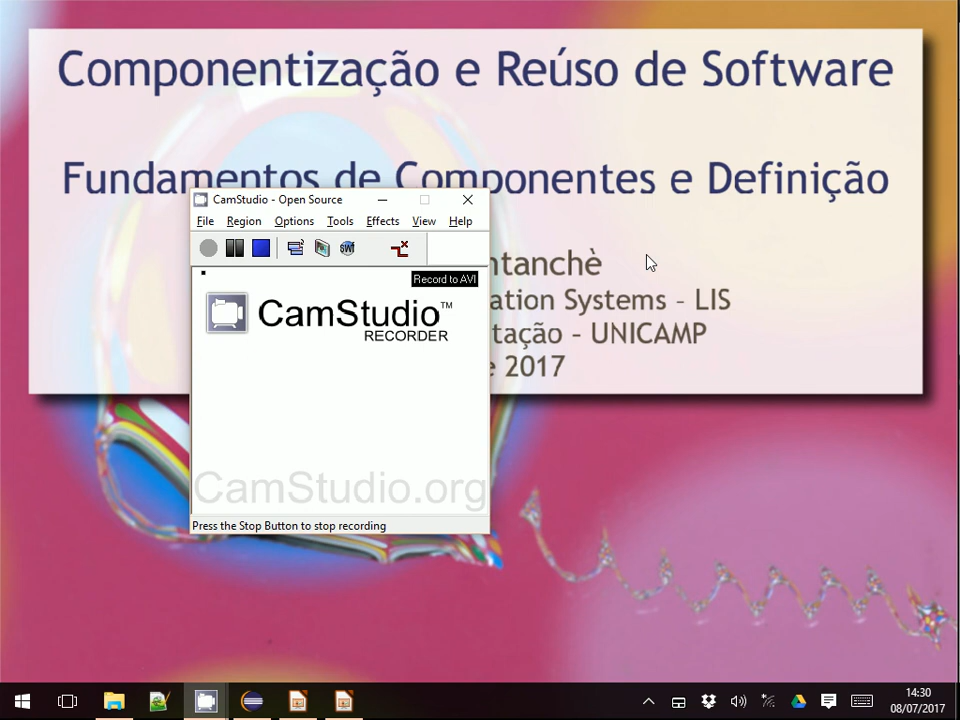 Componentização e Reúso de Software
Fundamentos de Componentes e Definição
CamStudio - Open Source
File Region Options Tools Effects View Help
ntanchè
Record to AVI
ation Systems – LIS
CamStudio™
RECORDER
tação – UNICAMP
e 2017
CamStudio.org
Press the Stop Button to stop recording
14:30
08/07/2017